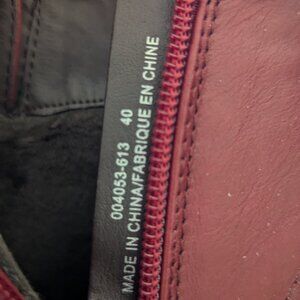 004053-613 40
MADE IN CHINA/FABRIQUE EN CHINE